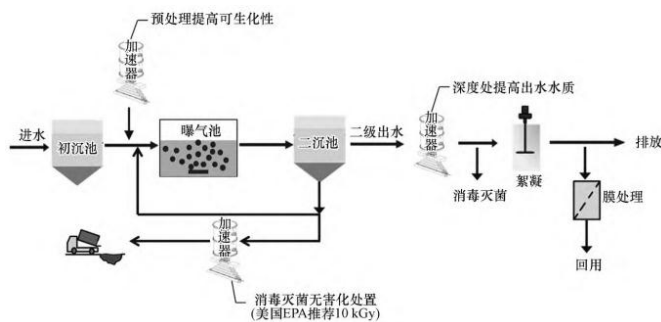 预处理提高可生化性
加速器
深度处提高出水水质
加速器
进水
初沉池
曝气池
二沉池
二级出水
排放
消毒灭菌
絮凝
膜处理
回用
加速器
消毒灭菌无害化处置
(美国EPA推荐10 kGy)